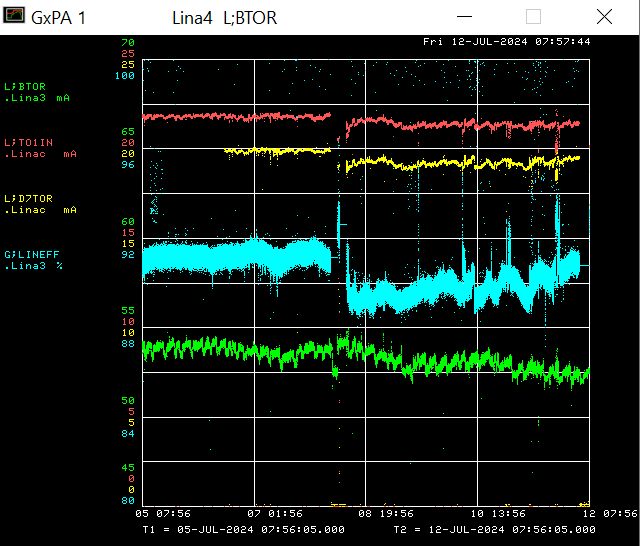 GxPA 1 Lina4 L;BTOR
Fri 12-JUL-2024 07:57:44
70
25
25
100
L;BTOR
.Lina3 mA
65
20
20
96
L;TO1IN
.Linac mA
L;D7TOR
.Linac mA
60
15
15
92
G;LINEFF
.Lina3 %
55
10
10
88
50
5
5
84
45
0
0
80
05 07:56 07 01:56 08 19:56 10 13:56 12 07:56
T1 = 05-JUL-2024 07:56:05.000 T2 = 12-JUL-2024 07:56:05.000